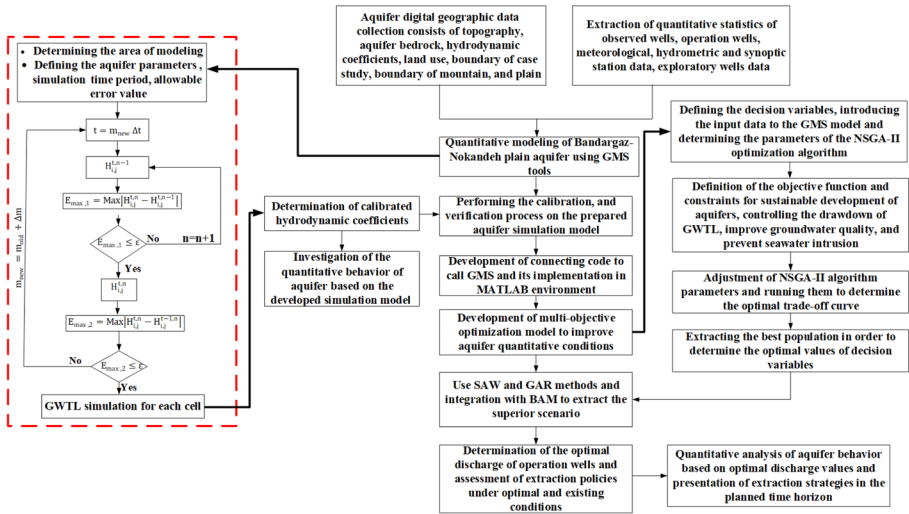 Aquifer digital geographic data
collection consists of topography,
aquifer bedrock, hydrodynamic
coefficients, land use, boundary of case
study, boundary of mountain, and plain
Extraction of quantitative statistics of
observed wells, operation wells,
meteorological, hydrometric and synoptic
station data, exploratory wells data
• Determining the area of modeling
• Defining the aquifer parameters ,
simulation time period, allowable
error value
t = m_new Δt
H_{i,j}^{t,n−1}
E_{max ,1} = Max|H_{i,j}^{t,n} − H_{i,j}^{t,n−1}|
E_{max ,1} ≤ ε
No
n=n+1
Yes
H_{i,j}^{t,n}
E_{max ,2} = Max|H_{i,j}^{t,n} − H_{i,j}^{t−1,n}|
E_{max ,2} ≤ ε
No
Yes
m_new = m_old + Δm
GWTL simulation for each cell
Determination of calibrated
hydrodynamic coefficients
Investigation of the
quantitative behavior of
aquifer based on the
developed simulation model
Quantitative modeling of Bandargaz-
Nokandeh plain aquifer using GMS
tools
Performing the calibration, and
verification process on the prepared
aquifer simulation model
Development of connecting code to
call GMS and its implementation in
MATLAB environment
Development of multi-objective
optimization model to improve
aquifer quantitative conditions
Defining the decision variables, introducing
the input data to the GMS model and
determining the parameters of the NSGA-II
optimization algorithm
Definition of the objective function and
constraints for sustainable development of
aquifers, controlling the drawdown of
GWTL, improve groundwater quality, and
prevent seawater intrusion
Adjustment of NSGA-II algorithm
parameters and running them to determine
the optimal trade-off curve
Extracting the best population in order to
determine the optimal values of decision
variables
Use SAW and GAR methods and
integration with BAM to extract the
superior scenario
Determination of the optimal
discharge of operation wells and
assessment of extraction policies
under optimal and existing
conditions
Quantitative analysis of aquifer behavior
based on optimal discharge values and
presentation of extraction strategies in the
planned time horizon